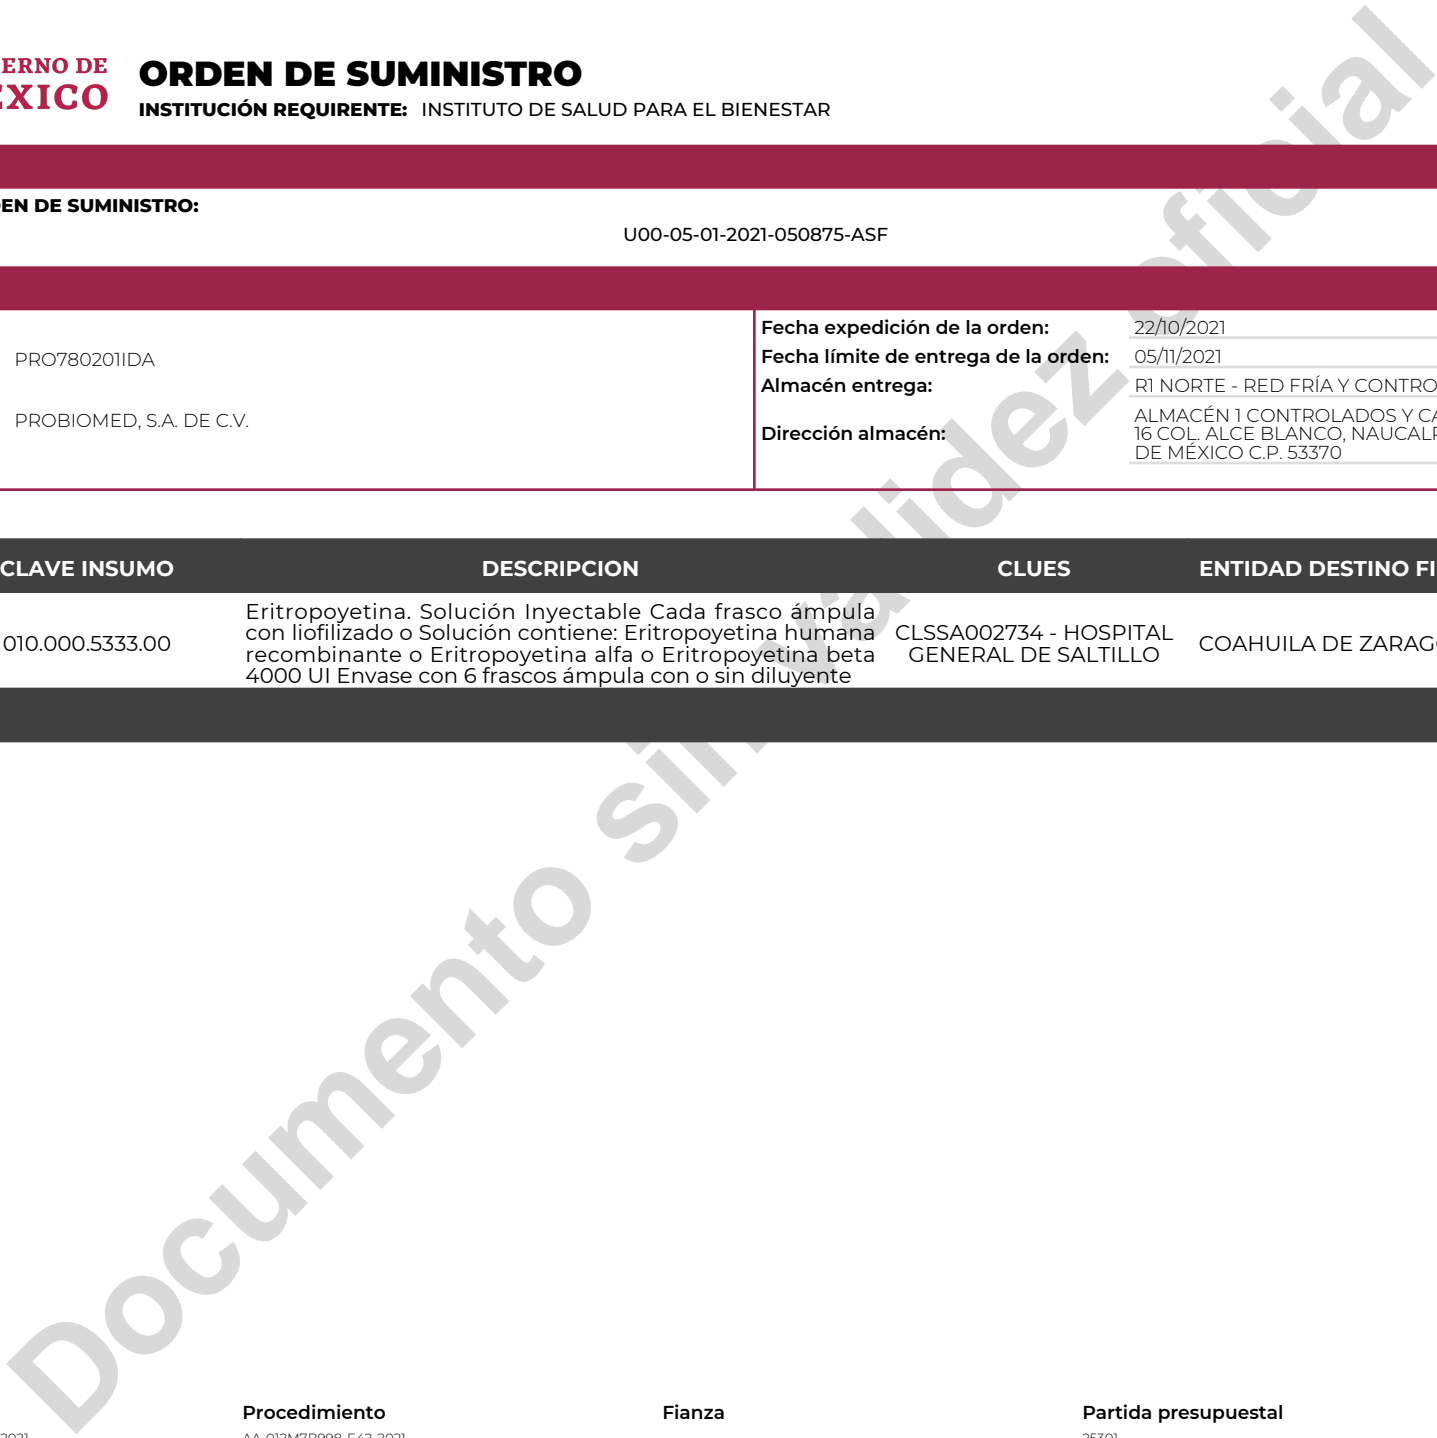 ERNO DE
ÉXICO
ORDEN DE SUMINISTRO
INSTITUCIÓN REQUIRENTE: INSTITUTO DE SALUD PARA EL BIENESTAR
EN DE SUMINISTRO:
U00-05-01-2021-050875-ASF
PRO780201IDA
PROBIOMED, S.A. DE C.V.
Fecha expedición de la orden: 22/10/2021
Fecha límite de entrega de la orden: 05/11/2021
Almacén entrega: R1 NORTE - RED FRÍA Y CONTRO
Dirección almacén: ALMACÉN 1 CONTROLADOS Y CA
16 COL. ALCE BLANCO, NAUCALP
DE MÉXICO C.P. 53370
CLAVE INSUMO DESCRIPCION CLUES ENTIDAD DESTINO FI
010.000.5333.00
Eritropoyetina. Solución Inyectable Cada frasco ámpula
con liofilizado o Solución contiene: Eritropoyetina humana
recombinante o Eritropoyetina alfa o Eritropoyetina beta
4000 UI Envase con 6 frascos ámpula con o sin diluyente
CLSSA002734 - HOSPITAL
GENERAL DE SALTILLO
COAHUILA DE ZARAG
Documento sin validez oficial
Procedimiento Fianza Partida presupuestal